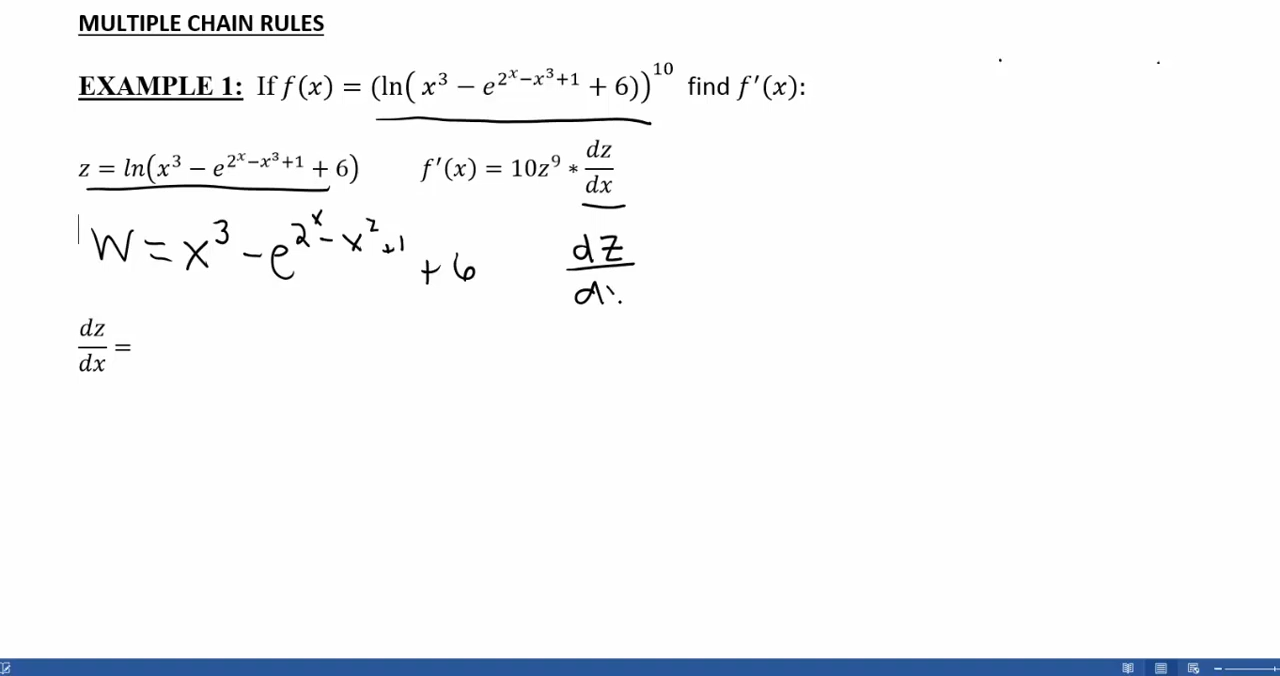 MULTIPLE CHAIN RULES
EXAMPLE 1: If f(x) = (ln( x³ − e^(2^x−x³+1) + 6))^10 find f'(x):
z = ln(x³ − e^(2^x−x³+1) + 6) f'(x) = 10z⁹ * dz/dx
W = x³ − e^(2^x − x² + 1) + 6 dz/dx
dz/dx =